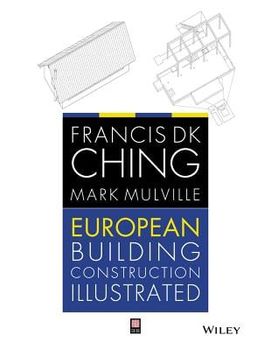 FRANCIS DK
CHING
MARK MULVILLE
EUROPEAN
BUILDING
CONSTRUCTION
ILLUSTRATED
WILEY